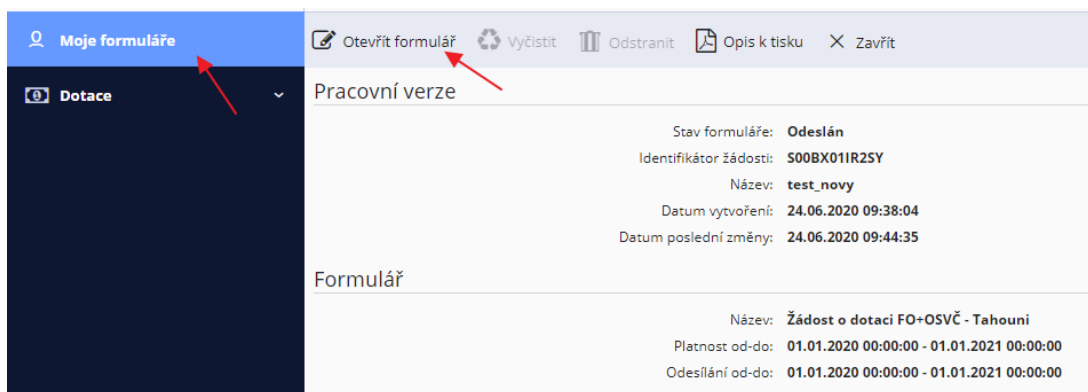 Moje formuláře
Dotace
Otevřít formulář Vyčistit Odstranit Opis k tisku Zavřít
Pracovní verze
Stav formuláře: Odeslán
Identifikátor žádosti: S00BX01IR2SY
Název: test_novy
Datum vytvoření: 24.06.2020 09:38:04
Datum poslední změny: 24.06.2020 09:44:35
Formulář
Název: Žádost o dotaci FO+OSVČ - Tahouni
Platnost od-do: 01.01.2020 00:00:00 - 01.01.2021 00:00:00
Odesílání od-do: 01.01.2020 00:00:00 - 01.01.2021 00:00:00